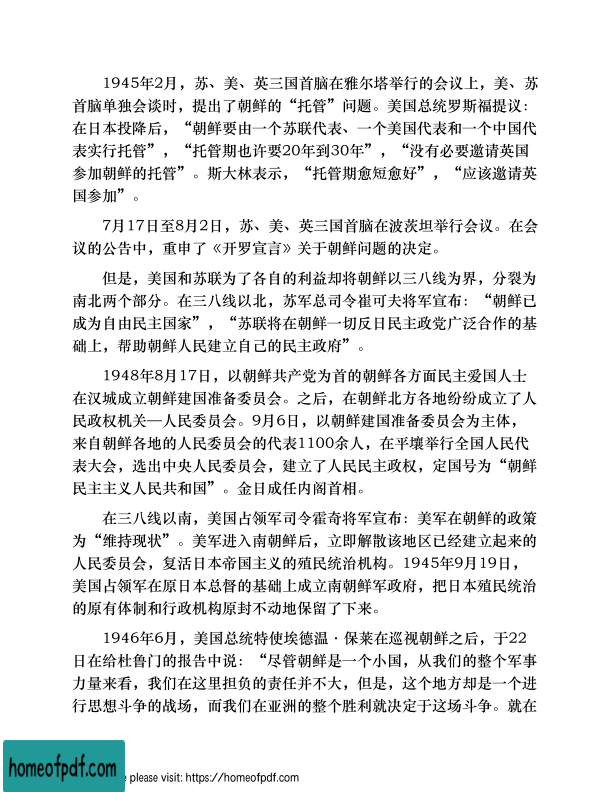 1945年2月，苏、美、英三国首脑在雅尔塔举行的会议上，美、苏
首脑单独会谈时，提出了朝鲜的“托管”问题。美国总统罗斯福提议：
在日本投降后，“朝鲜要由一个苏联代表、一个美国代表和一个中国代
表实行托管”，“托管期也许要20年到30年”，“没有必要邀请英国
参加朝鲜的托管”。斯大林表示，“托管期愈短愈好”，“应该邀请英
国参加”。
7月17日至8月2日，苏、美、英三国首脑在波茨坦举行会议。在会
议的公告中，重申了《开罗宣言》关于朝鲜问题的决定。
但是，美国和苏联为了各自的利益却将朝鲜以三八线为界，分裂为
南北两个部分。在三八线以北，苏军总司令崔可夫将军宣布：“朝鲜已
成为自由民主国家”，“苏联将在朝鲜一切反日民主政党广泛合作的基
础上，帮助朝鲜人民建立自己的民主政府”。
1948年8月17日，以朝鲜共产党为首的朝鲜各方面民主爱国人士
在汉城成立朝鲜建国准备委员会。之后，在朝鲜北方各地纷纷成立了人
民政权机关—人民委员会。9月6日，以朝鲜建国准备委员会为主体，
来自朝鲜各地的人民委员会的代表1100余人，在平壤举行全国人民代
表大会，选出中央人民委员会，建立了人民民主政权，定国号为“朝鲜
民主主义人民共和国”。金日成任内阁首相。
在三八线以南，美国占领军司令霍奇将军宣布：美军在朝鲜的政策
为“维持现状”。美军进入南朝鲜后，立即解散该地区已经建立起来的
人民委员会，复活日本帝国主义的殖民统治机构。1945年9月19日，
美国占领军在原日本总督的基础上成立南朝鲜军政府，把日本殖民统治
的原有体制和行政机构原封不动地保留了下来。
1946年6月，美国总统特使埃德温·保莱在巡视朝鲜之后，于22
日在给杜鲁门的报告中说：“尽管朝鲜是一个小国，从我们的整个军事
力量来看，我们在这里担负的责任并不大，但是，这个地方却是一个进
行思想斗争的战场，而我们在亚洲的整个胜利就决定于这场斗争。就在
homeofpdf.com
e please visit: https://homeofpdf.com